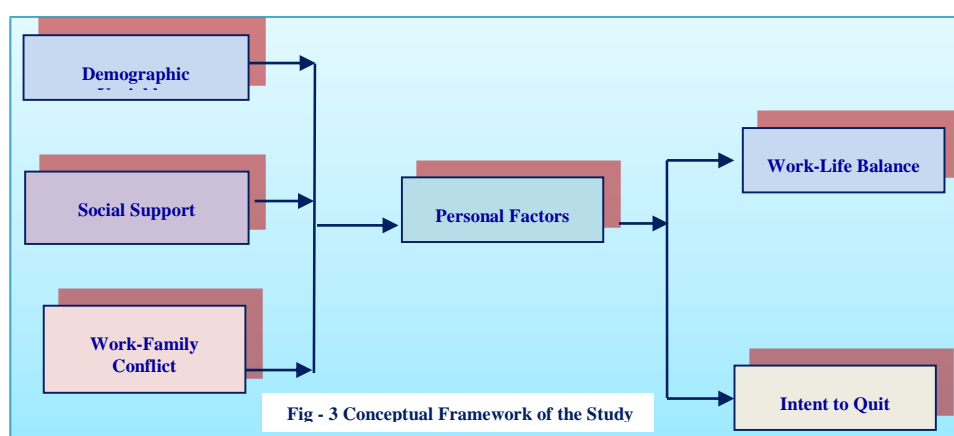 Demographic
Social Support
Work-Family
Conflict
Personal Factors
Work-Life Balance
Intent to Quit
Fig - 3 Conceptual Framework of the Study